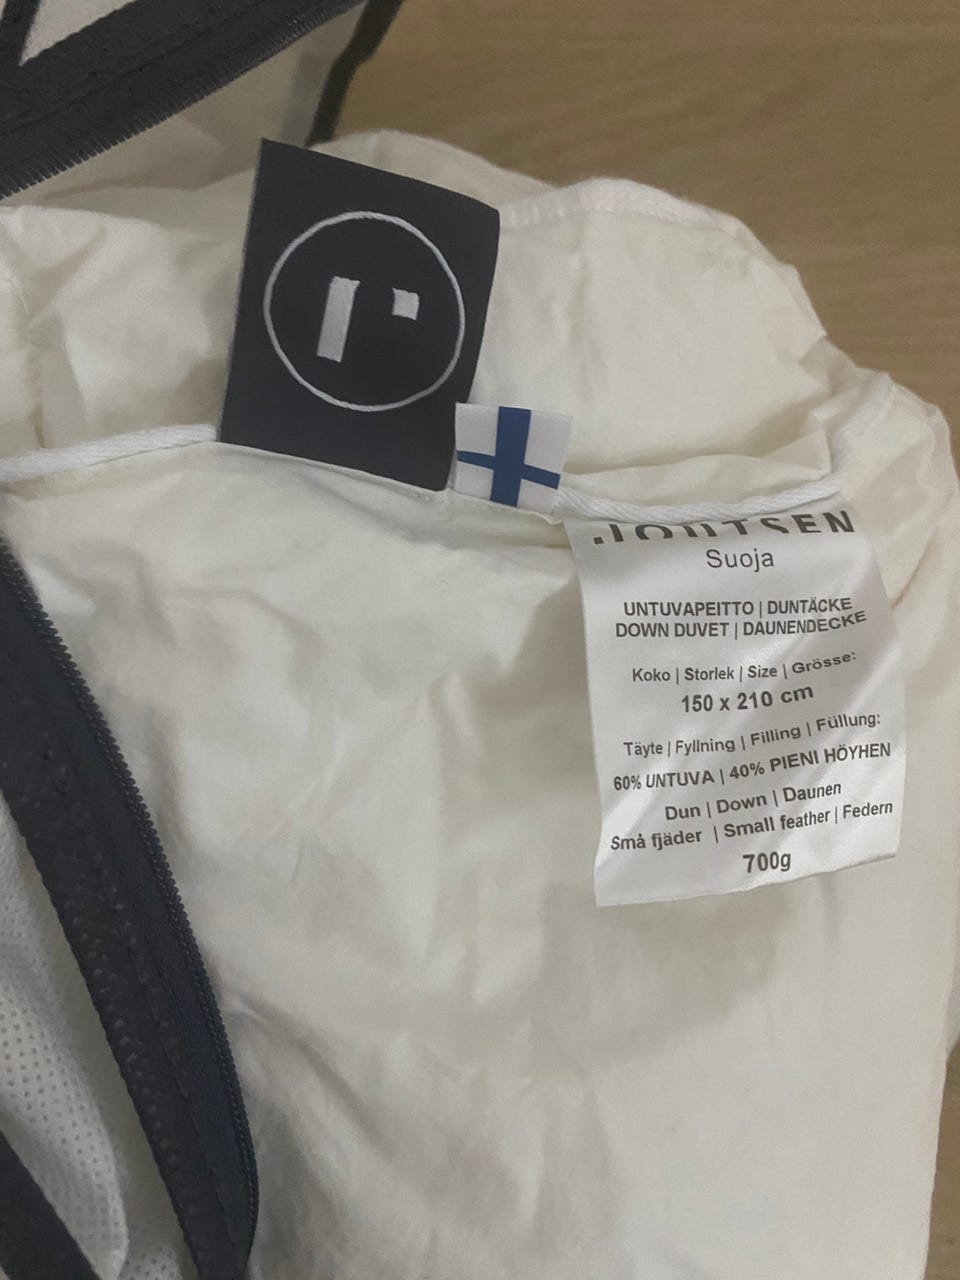 JOUTSEN
Suoja
UNTUVAPEITTO | DUNTÄCKE
DOWN DUVET | DAUNENDECKE
Koko | Storlek | Size | Grösse:
150 x 210 cm
Täyte | Fyllning | Filling | Füllung:
60% UNTUVA | 40% PIENI HÖYHEN
Dun | Down | Daunen
Små fjäder | Small feather | Federn
700g